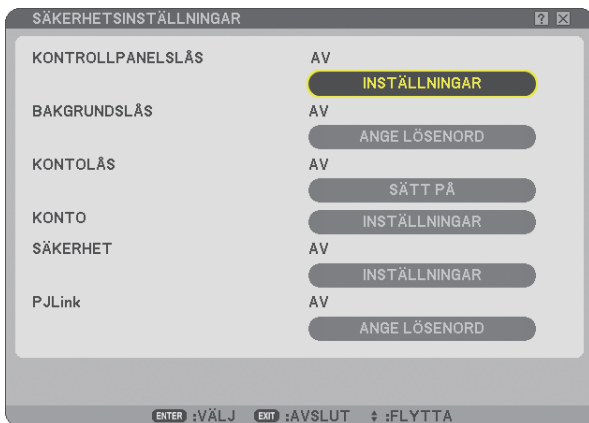 SÄKERHETSINSTÄLLNINGAR ?
KONTROLLPANELSLÅS AV
INSTÄLLNINGAR
BAKGRUNDSLÅS AV
ANGE LÖSENORD
KONTOLÅS AV
SÄTT PÅ
KONTO INSTÄLLNINGAR
SÄKERHET AV
INSTÄLLNINGAR
PJLink AV
ANGE LÖSENORD
ENTER :VÄLJ EXIT :AVSLUT :FLYTTA